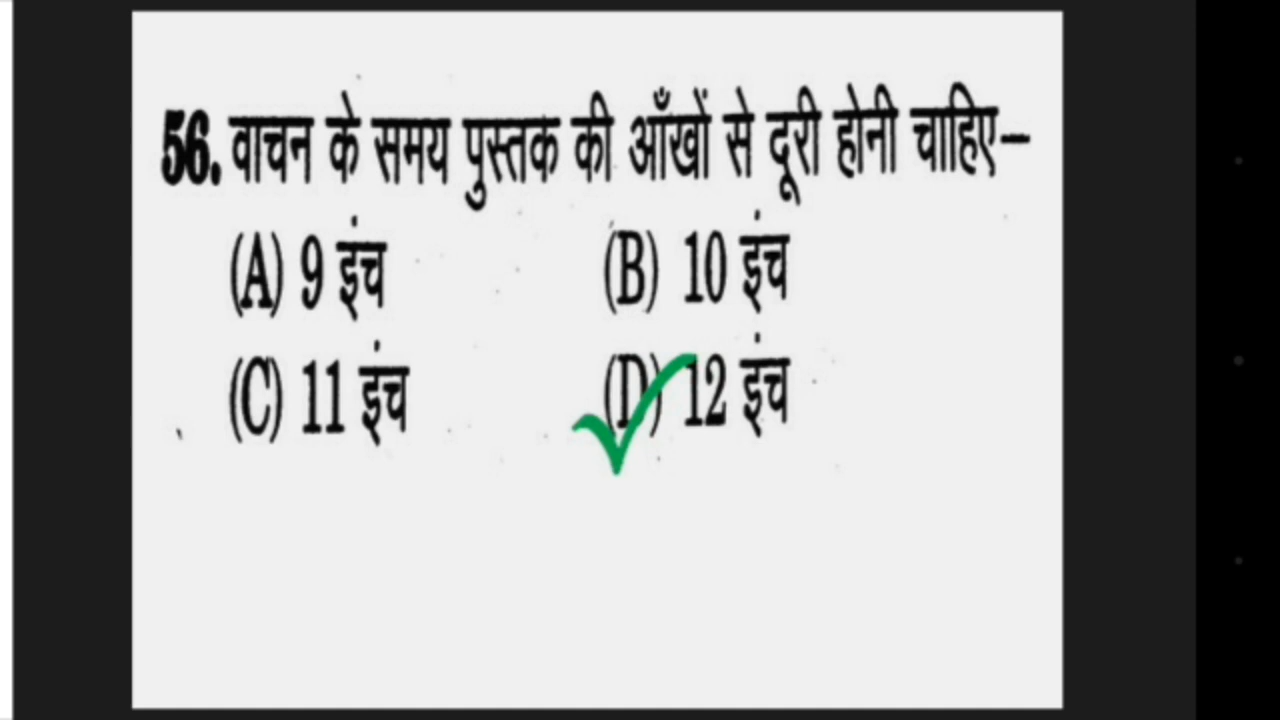 56. वाचन के समय पुस्तक की आँखों से दूरी होनी चाहिए–
(A) 9 इंच (B) 10 इंच
(C) 11 इंच (D) 12 इंच